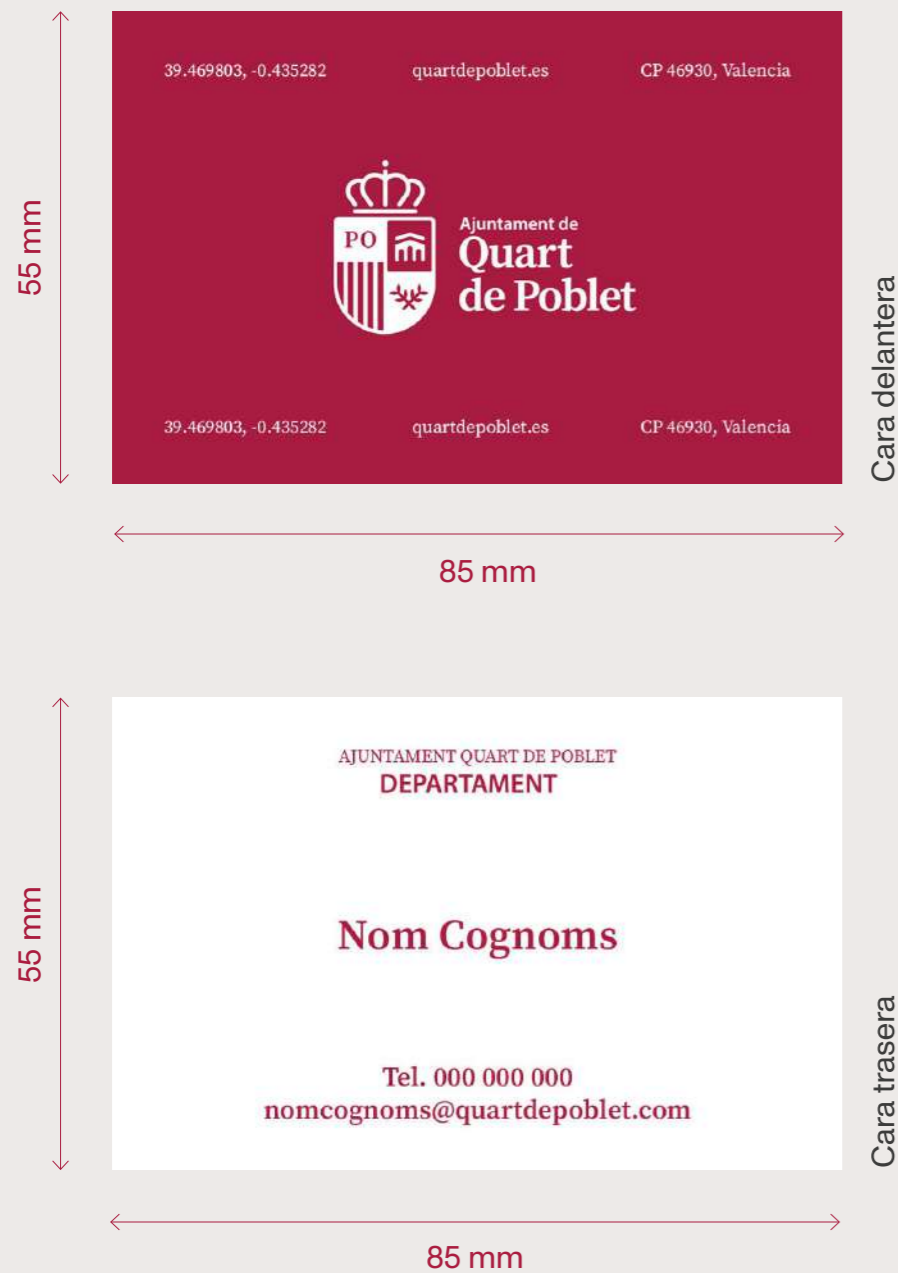 39.469803, -0.435282 quartdepoblet.es CP 46930, Valencia
55 mm
PO
Ajuntament de
Quart
de Poblet
Cara delantera
39.469803, -0.435282 quartdepoblet.es CP 46930, Valencia
85 mm
AJUNTAMENT QUART DE POBLET
DEPARTAMENT
55 mm
Nom Cognoms
Cara trasera
Tel. 000 000 000
nomcognoms@quartdepoblet.com
85 mm